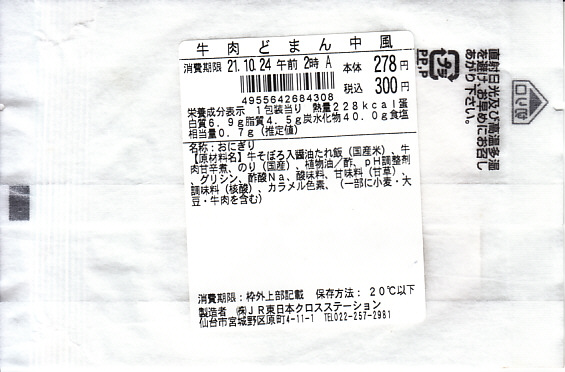 牛肉どまん中風
消費期限 21.10.24 午前 2時 A 本体 278円
税込 300円
4955642684308
栄養成分表示 1包装当り 熱量228kcal蛋
白質6.9g脂質4.5g炭水化物40.0g食塩
相当量0.7g(推定値)
名称:おにぎり
【原材料名】牛そぼろ入醤油たれ飯(国産米)、牛
肉甘辛煮、のり(国産)、植物油/酢、pH調整剤
、グリシン、酢酸Na、酸味料、甘味料(甘草)、
調味料(核酸)、カラメル色素、(一部に小麦・大
豆・牛肉を含む)
消費期限:枠外上部記載 保存方法:20℃以下
製造者 ㈱JR東日本クロスステーション
仙台市宮城野区原町4-11-1 TEL022-257-2981
直射日光及び高温多湿
を避け、お早めにお召し
あがり下さい。
プラ
PP,P